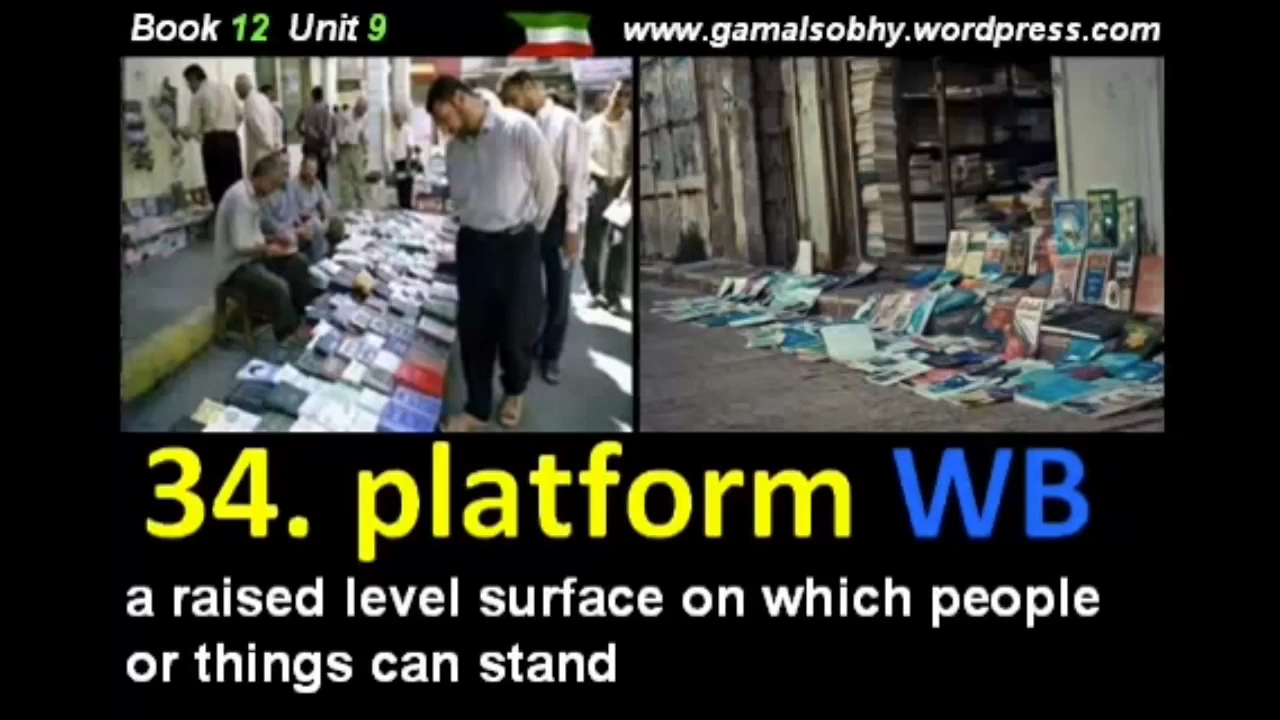 Book 12 Unit 9
www.gamalsobhy.wordpress.com
34. platform WB
a raised level surface on which people
or things can stand